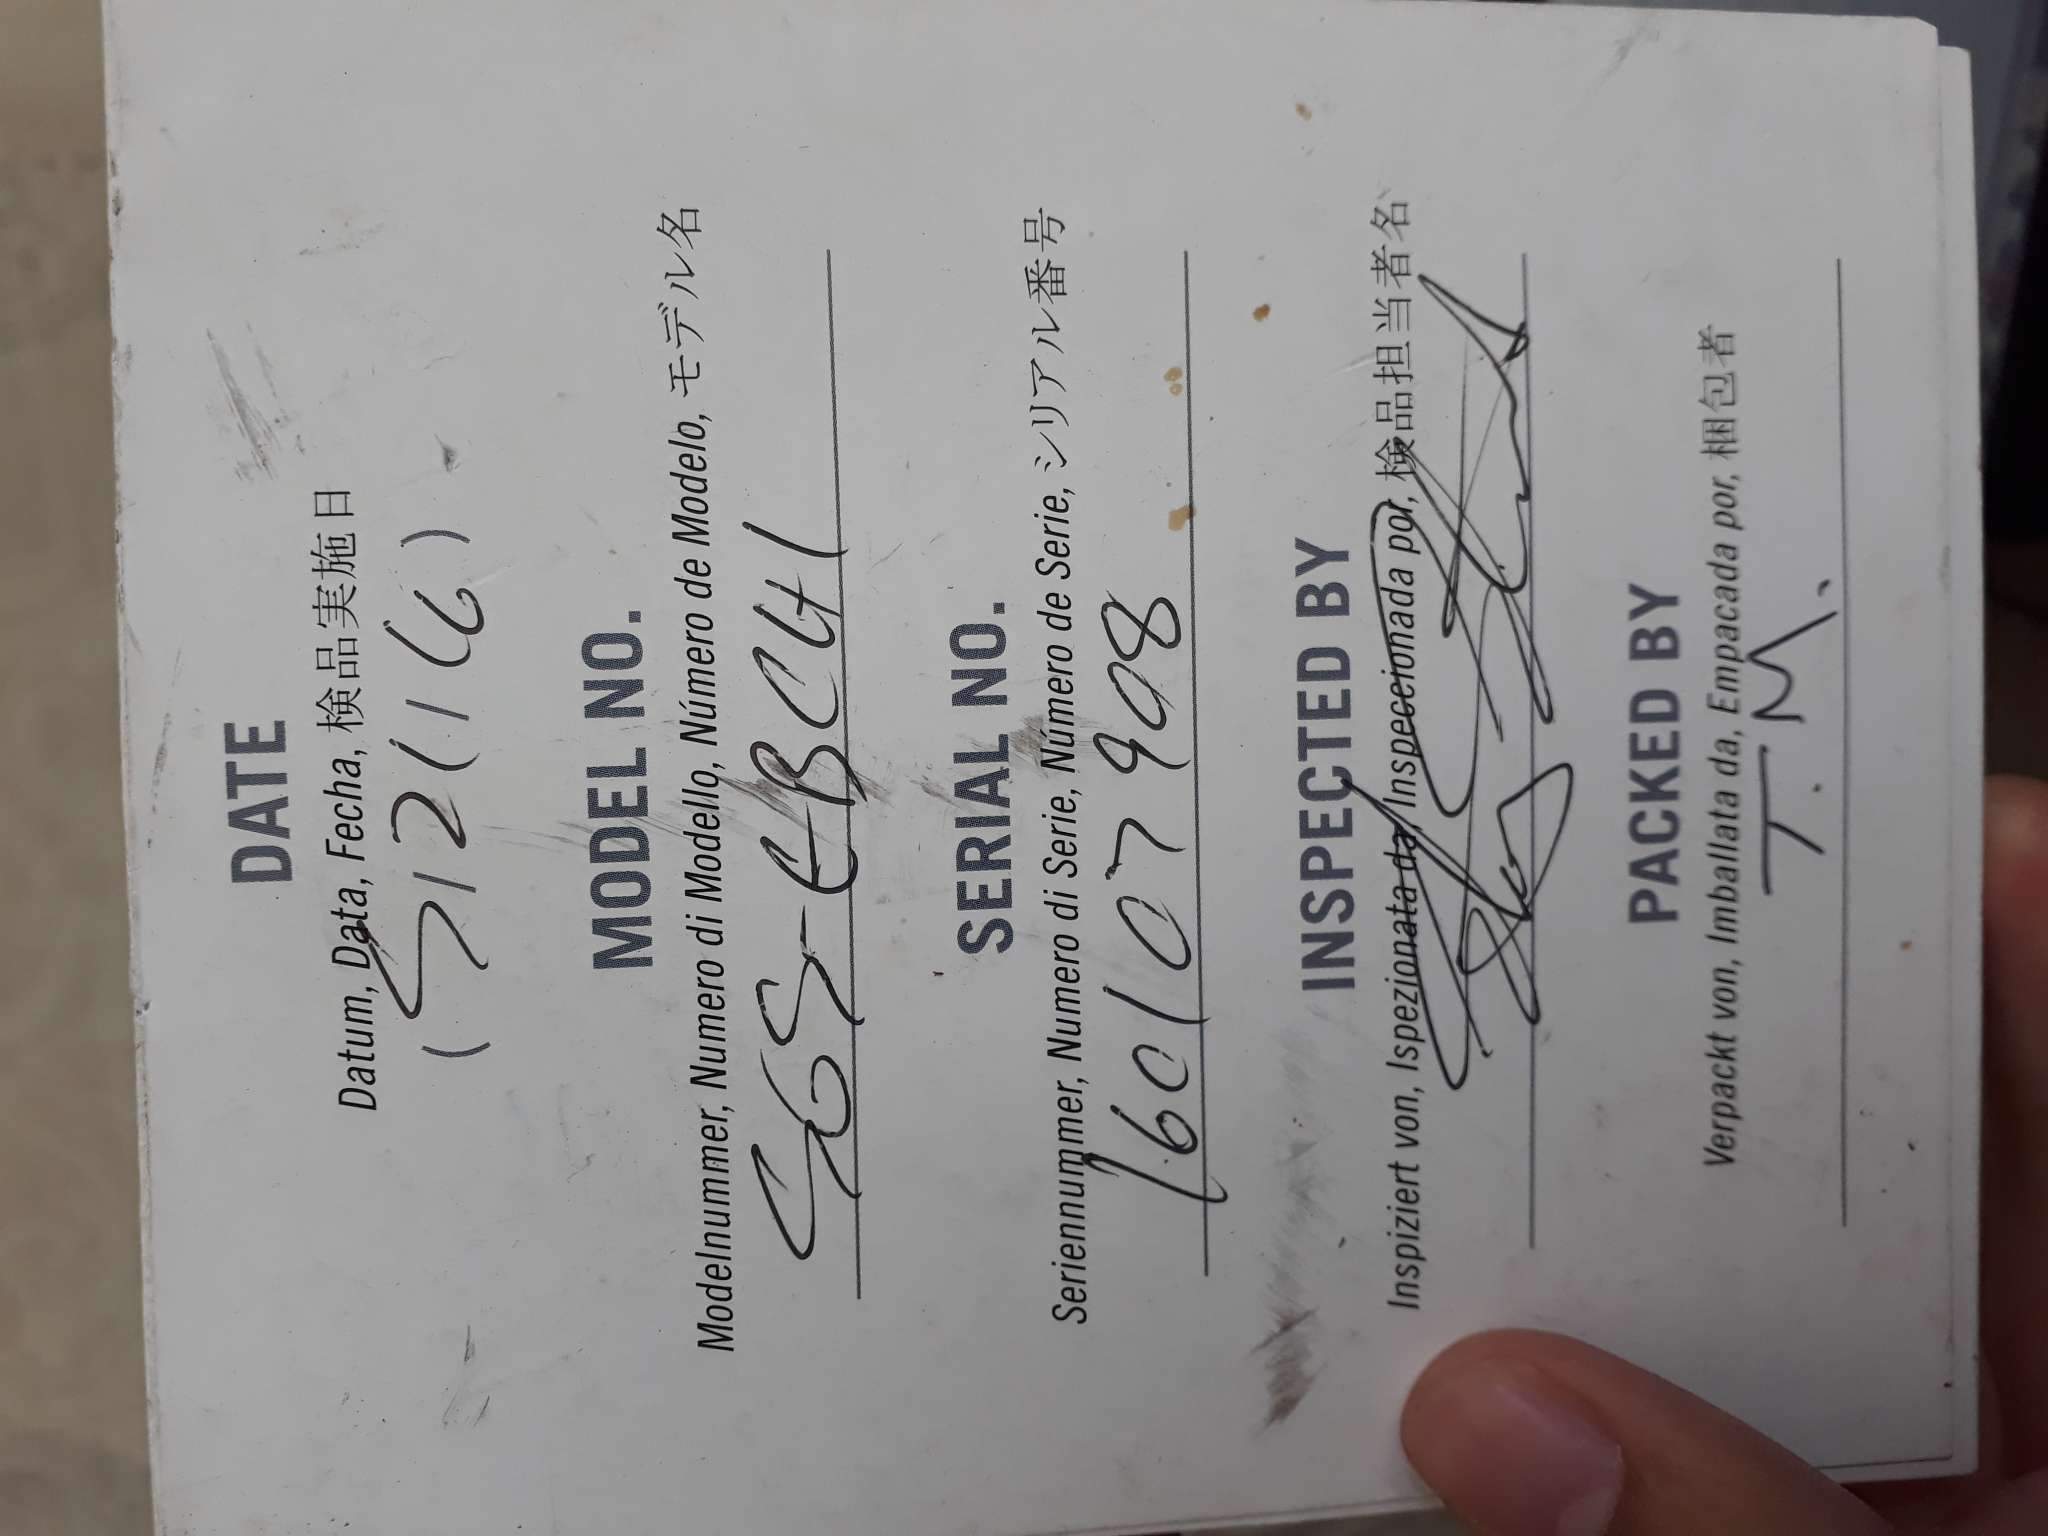 DATE
Datum, Data, Fecha, 検品実施日
(5/21/16)
MODEL NO.
Modelnummer, Numero di Modello, Número de Modelo, モデル名
SGS-EBCH1
SERIAL NO.
Seriennummer, Numero di Serie, Número de Serie, シリアル番号
160107908
INSPECTED BY
Inspiziert von, Ispezionata da, Inspeccionada por, 検品担当者名
PACKED BY
Verpackt von, Imballata da, Empacada por, 梱包者
T.M.